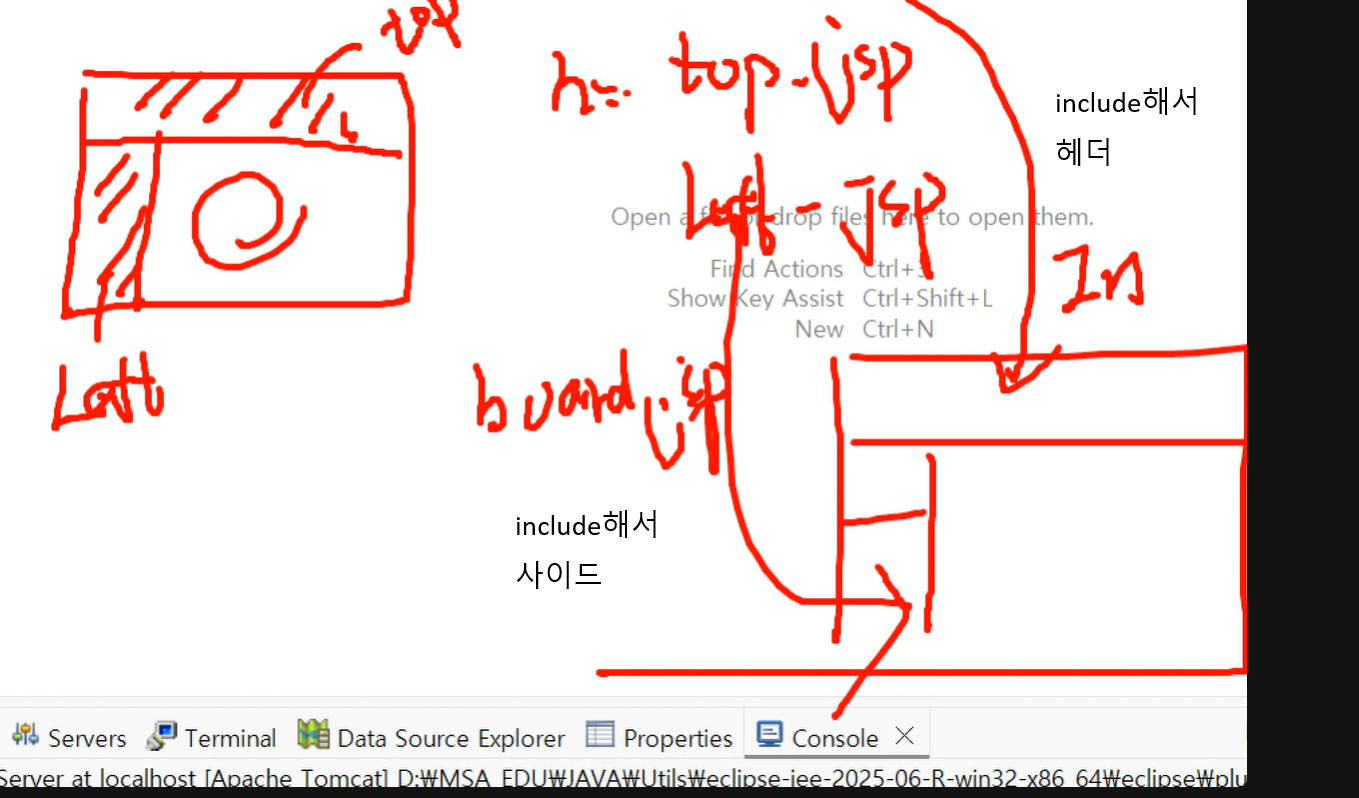 top
top.jsp
include해서
헤더
Left - jsp
Open a file or drop files here to open them.
Find Actions Ctrl+3
Show Key Assist Ctrl+Shift+L
New Ctrl+N
In
Left
board.jsp
include해서
사이드
Servers
Terminal
Data Source Explorer
Properties
Console
Server at localhost [Apache Tomcat] D:₩MSA_EDU₩JAVA₩Utils₩eclipse-jee-2025-06-R-win32-x86_64₩eclipse₩plu